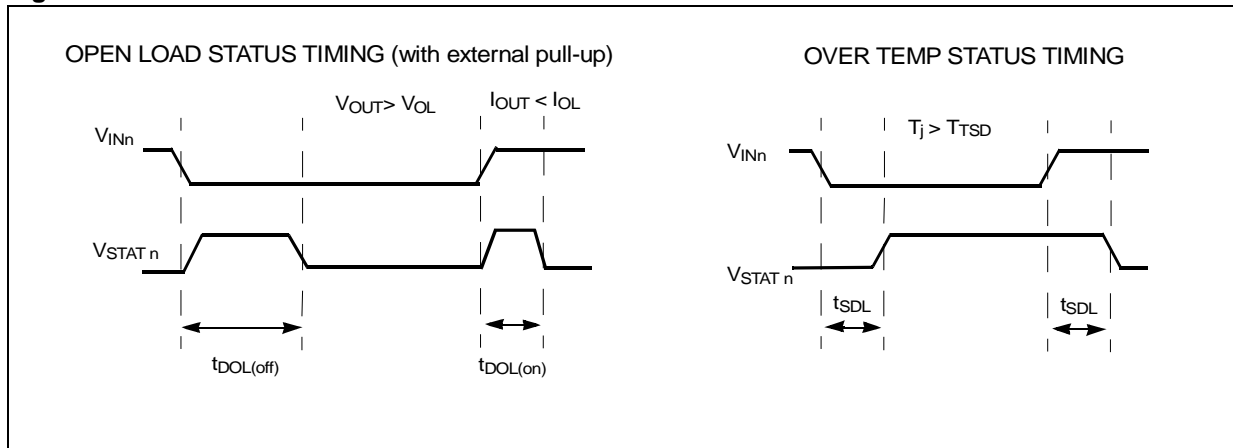 OPEN LOAD STATUS TIMING (with external pull-up)
VOUT> VOL
IOUT < IOL
VINn
VSTAT n
tDOL(off)
tDOL(on)
OVER TEMP STATUS TIMING
Tj > TTSD
VINn
VSTAT n
tSDL
tSDL